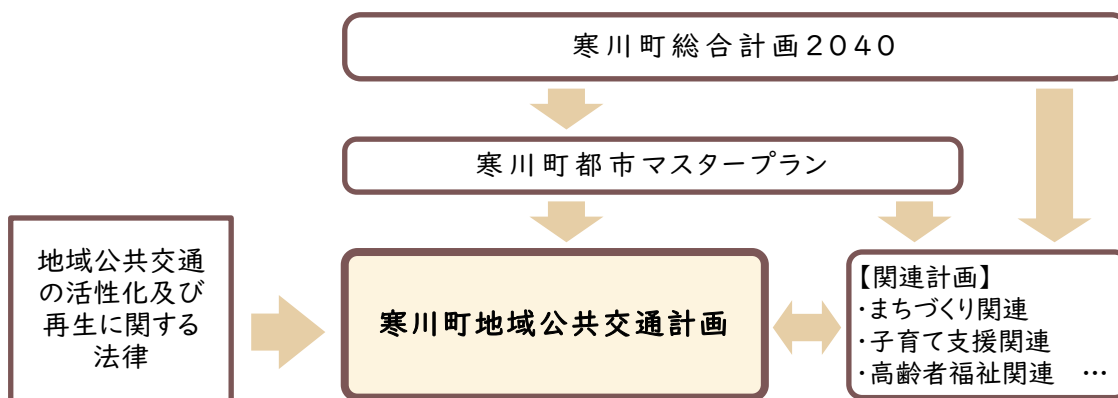 寒川町総合計画2040
寒川町都市マスタープラン
地域公共交通
の活性化及び
再生に関する
法律
寒川町地域公共交通計画
【関連計画】
・まちづくり関連
・子育て支援関連
・高齢者福祉関連　…